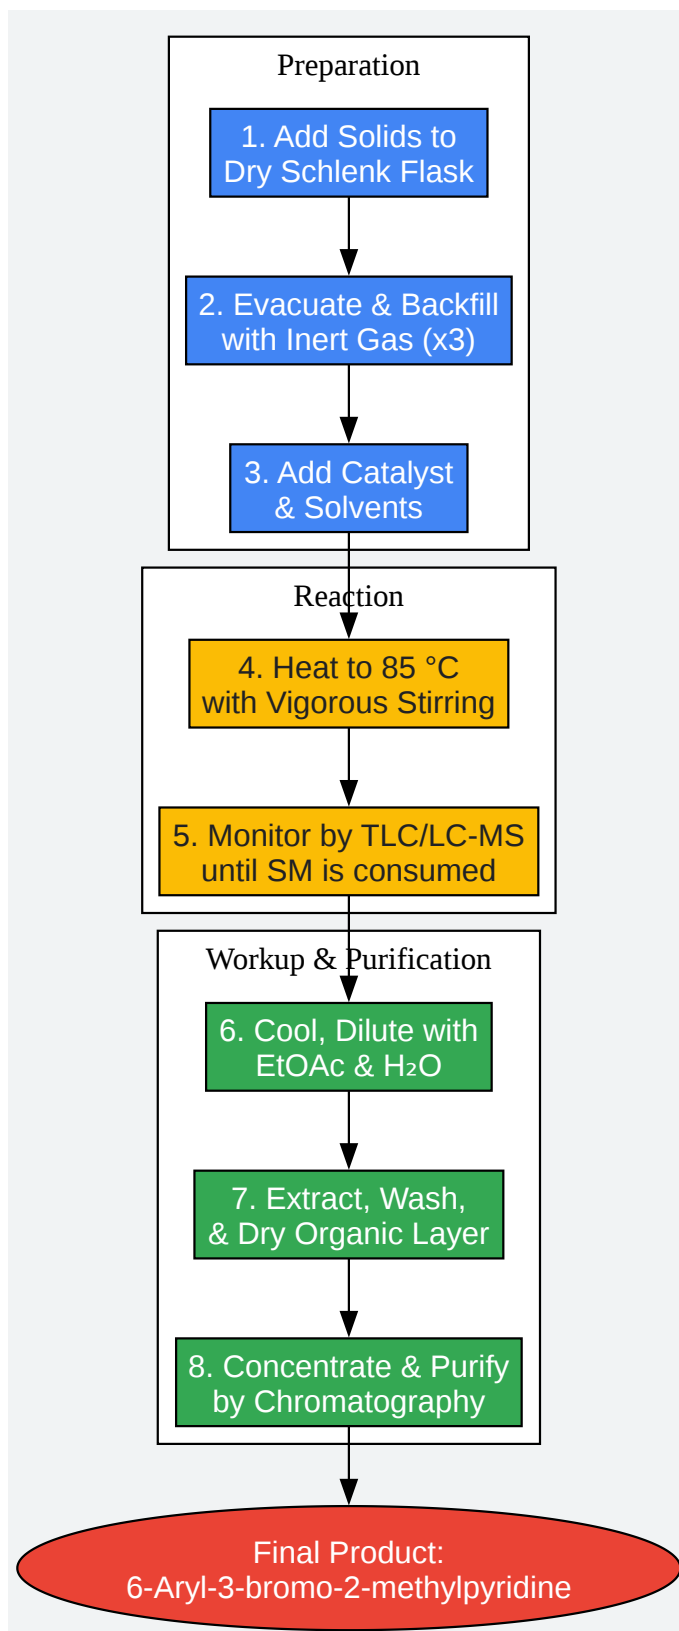 Preparation
1. Add Solids to
Dry Schlenk Flask
2. Evacuate & Backfill
with Inert Gas (x3)
3. Add Catalyst
& Solvents
Reaction
4. Heat to 85 °C
with Vigorous Stirring
5. Monitor by TLC/LC-MS
until SM is consumed
Workup & Purification
6. Cool, Dilute with
EtOAc & H₂O
7. Extract, Wash,
& Dry Organic Layer
8. Concentrate & Purify
by Chromatography
Final Product:
6-Aryl-3-bromo-2-methylpyridine